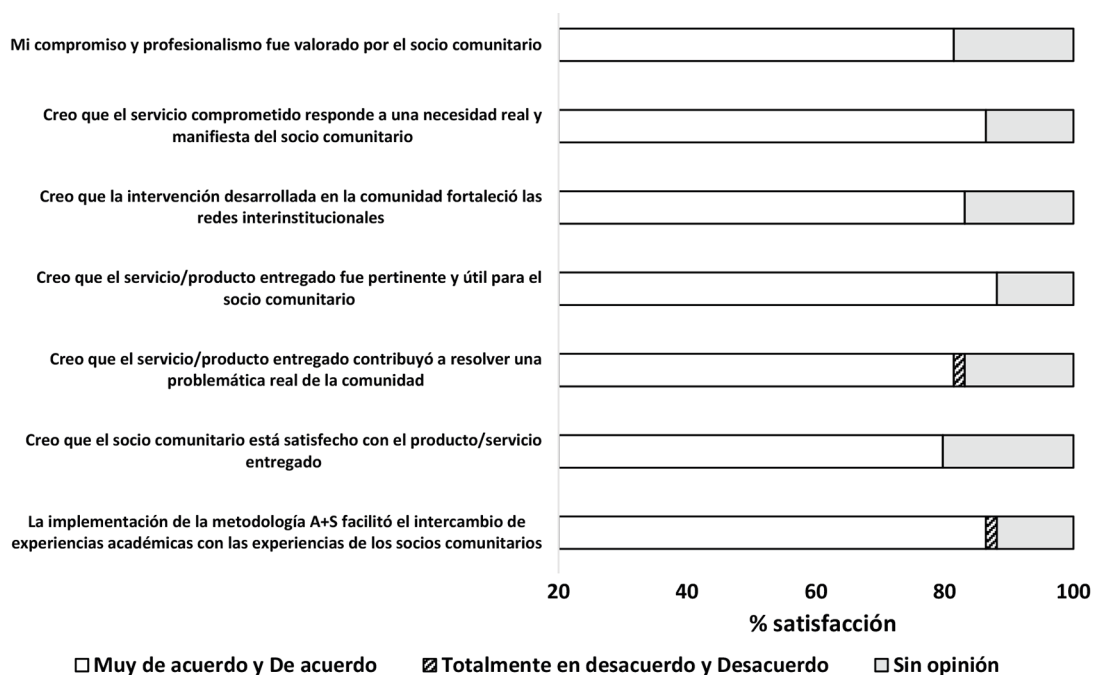 Mi compromiso y profesionalismo fue valorado por el socio comunitario
Creo que el servicio comprometido responde a una necesidad real y
manifiesta del socio comunitario
Creo que la intervención desarrollada en la comunidad fortaleció las
redes interinstitucionales
Creo que el servicio/producto entregado fue pertinente y útil para el
socio comunitario
Creo que el servicio/producto entregado contribuyó a resolver una
problemática real de la comunidad
Creo que el socio comunitario está satisfecho con el producto/servicio
entregado
La implementación de la metodología A+S facilitó el intercambio de
experiencias académicas con las experiencias de los socios comunitarios
20 40 60 80 100
% satisfacción
Muy de acuerdo y De acuerdo Totalmente en desacuerdo y Desacuerdo Sin opinión